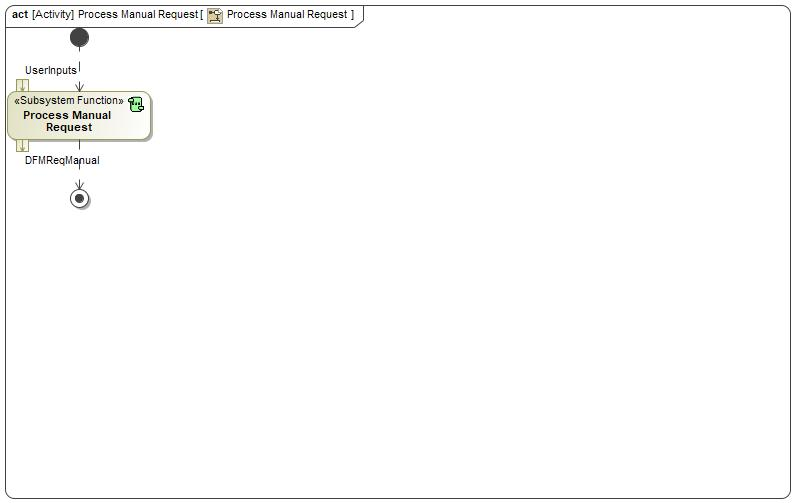 act [Activity] Process Manual Request [ Process Manual Request ]
UserInputs
«Subsystem Function»
Process Manual
Request
DFMReqManual